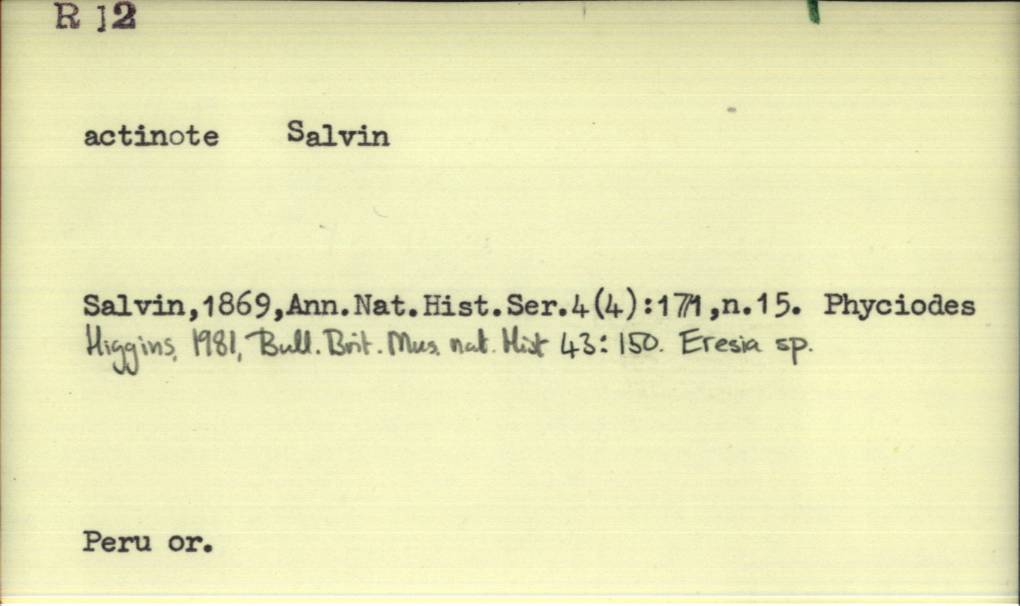 R 12
actinote Salvin
Salvin,1869,Ann.Nat.Hist.Ser.4(4):171,n.15. Phyciodes
Higgins, 1981, Bull. Brit. Mus. nat. Hist 43: 150. Eresia sp.
Peru or.